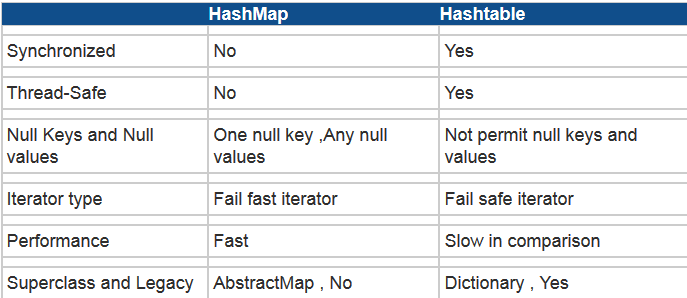 HashMap Hashtable
Synchronized No Yes
Thread-Safe No Yes
Null Keys and Null One null key ,Any null Not permit null keys and
values values values
Iterator type Fail fast iterator Fail safe iterator
Performance Fast Slow in comparison
Superclass and Legacy AbstractMap , No Dictionary , Yes